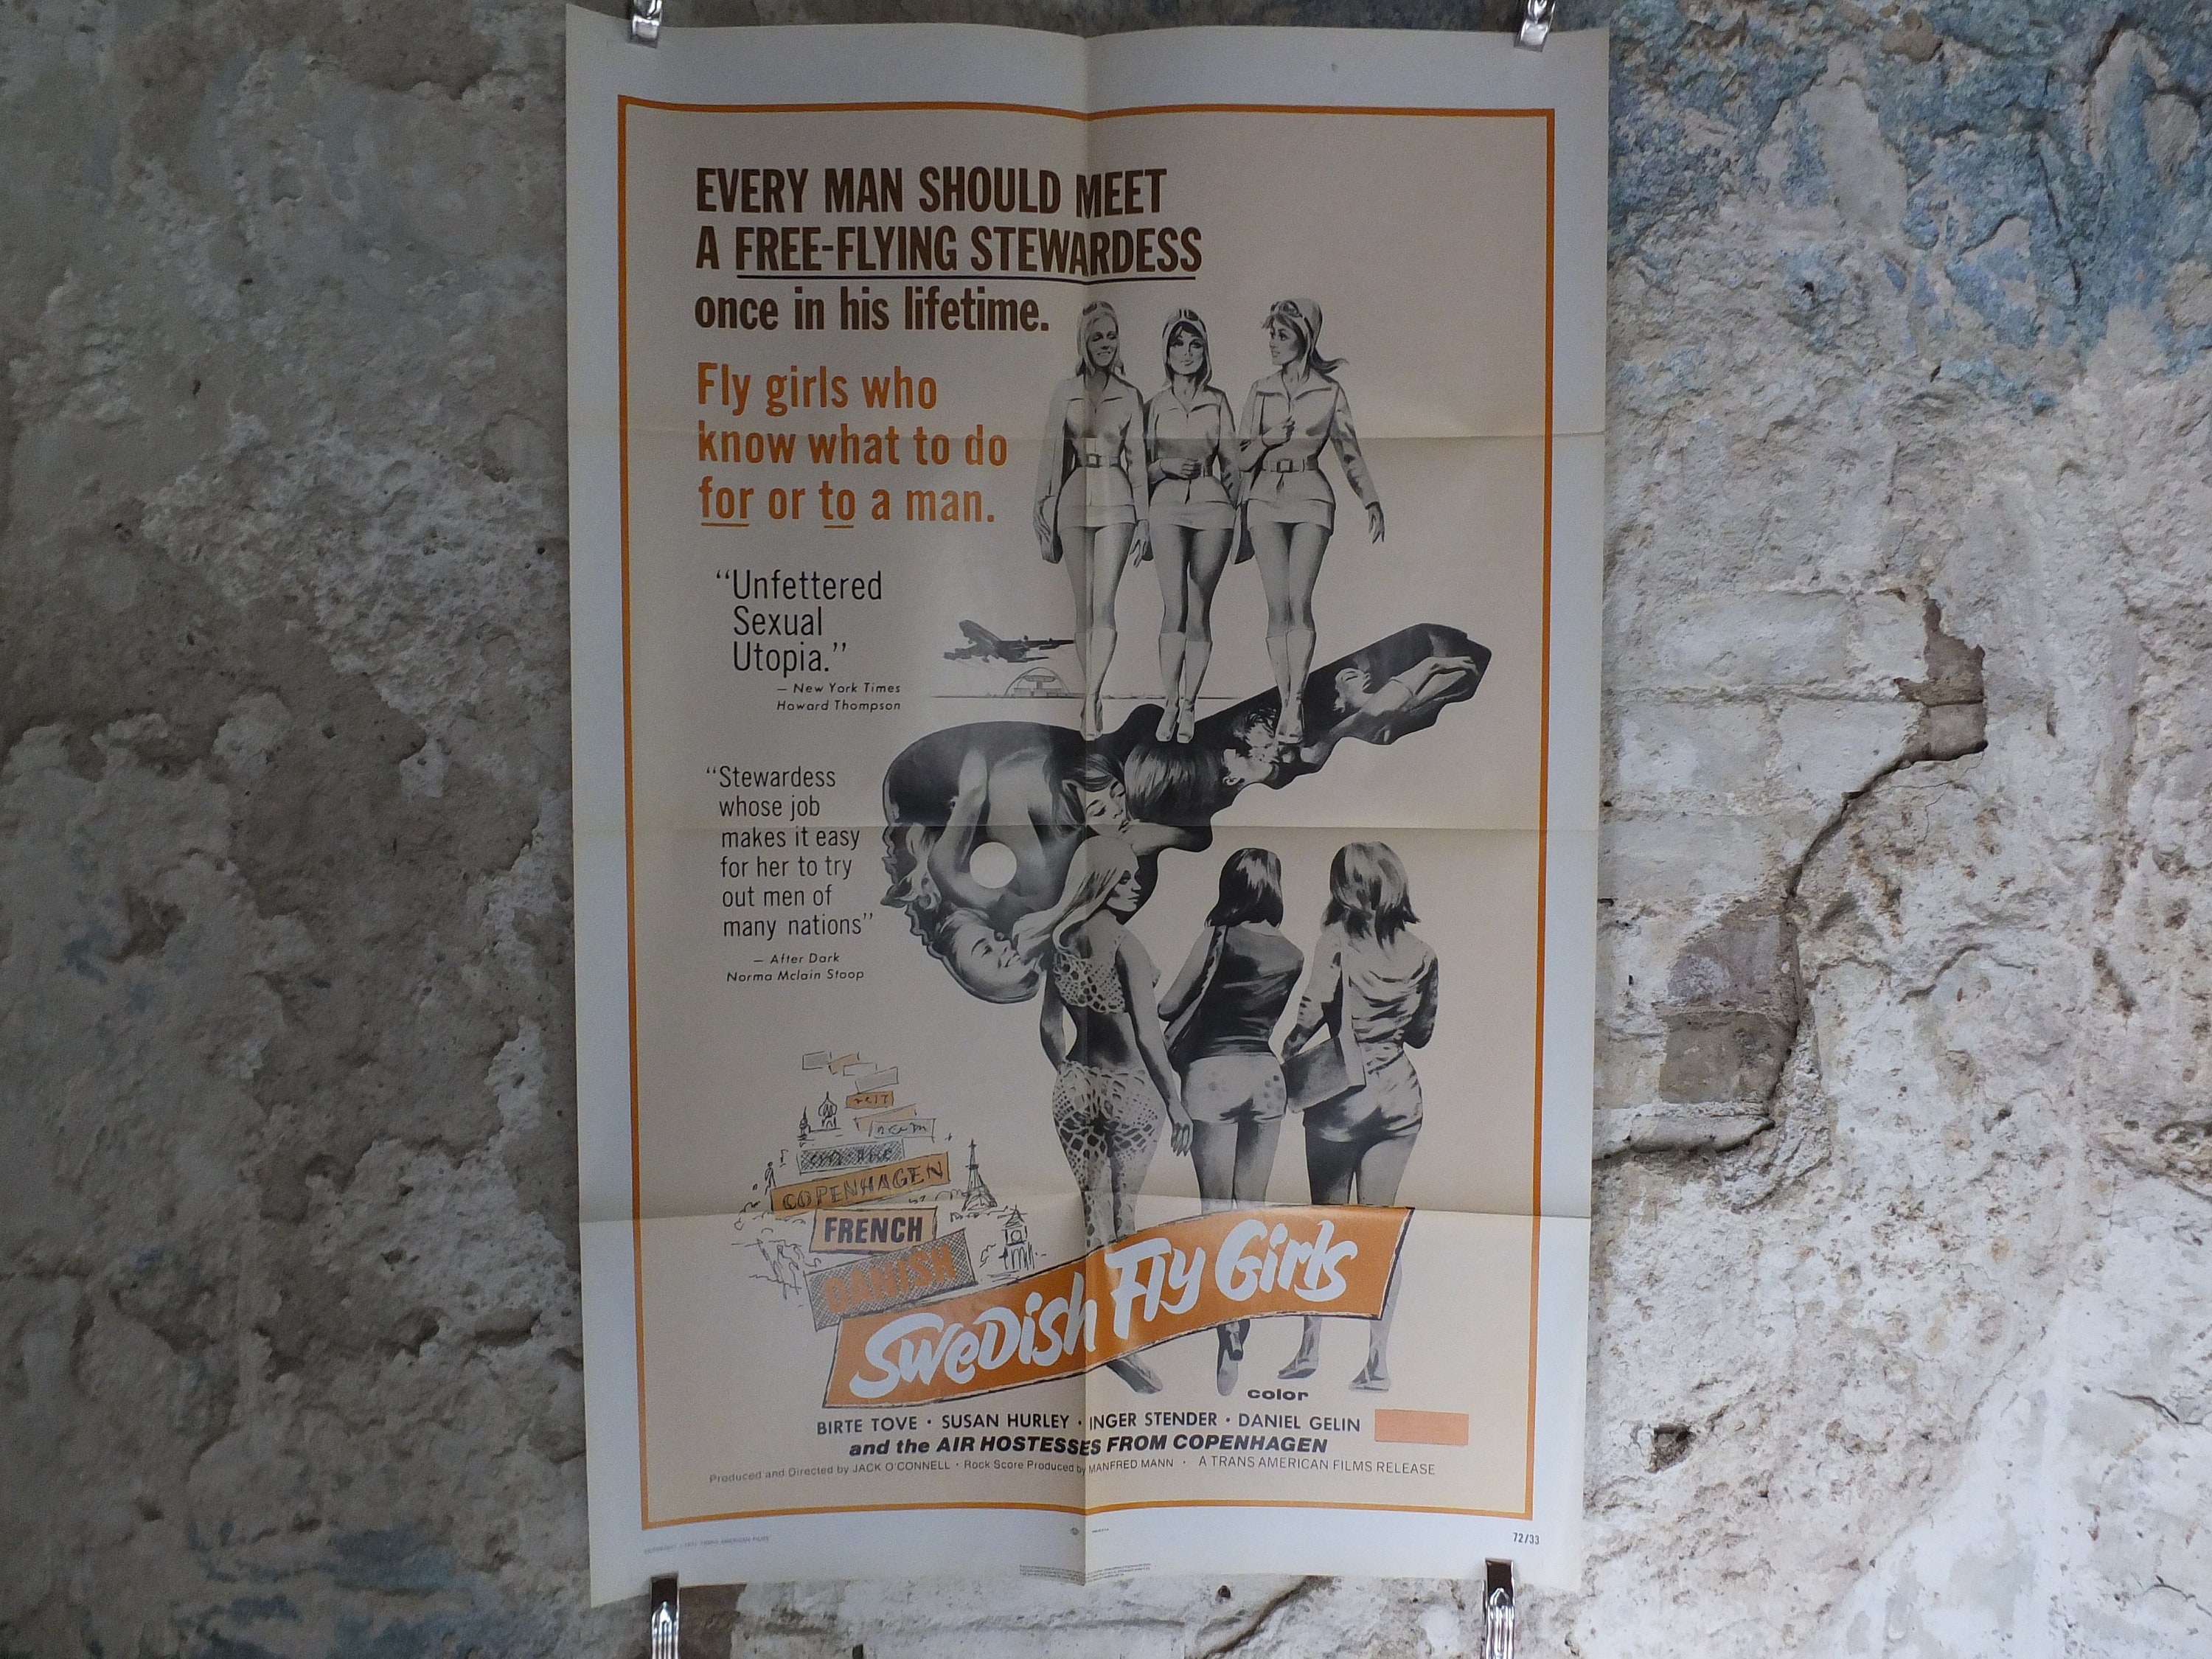 EVERY MAN SHOULD MEET
A FREE-FLYING STEWARDESS
once in his lifetime.
Fly girls who
know what to do
for or to a man.
“Unfettered
Sexual
Utopia.”
— New York Times
Howard Thompson
“Stewardess
whose job
makes it easy
for her to try
out men of
many nations”
— After Dark
Norma Mclain Stoop
COPENHAGEN
FRENCH
DANISH
SWEDISH FLY GIRLS
color
BIRTE TOVE · SUSAN HURLEY · INGER STENDER · DANIEL GELIN
and the AIR HOSTESSES FROM COPENHAGEN
Produced and Directed by JACK O'CONNELL · Rock Score Produced by MANFRED MANN · A TRANS AMERICAN FILMS RELEASE
72/33